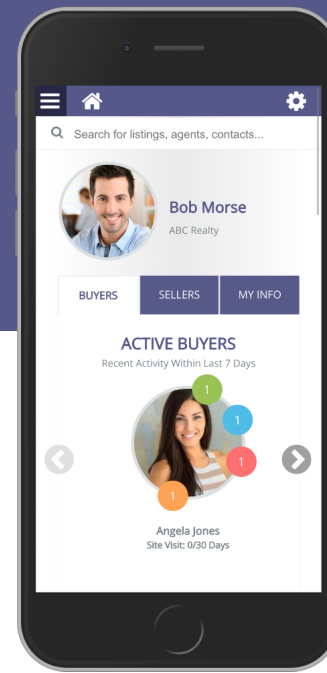 Search for listings, agents, contacts...
Bob Morse
ABC Realty
BUYERS SELLERS MY INFO
ACTIVE BUYERS
Recent Activity Within Last 7 Days
1
1
1
1
Angela Jones
Site Visit: 0/30 Days